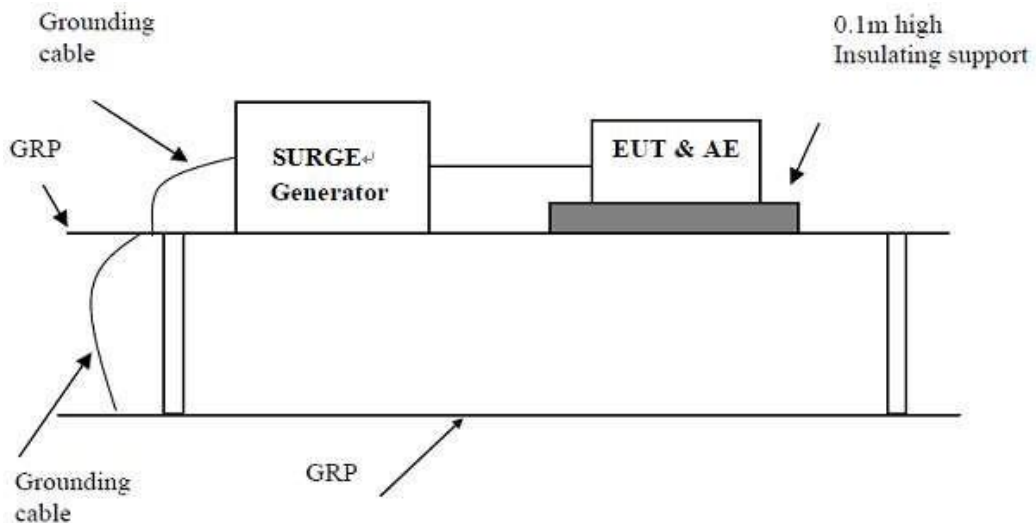 Grounding
cable
0.1m high
Insulating support
GRP
SURGE↵
Generator
EUT & AE
GRP
Grounding
cable